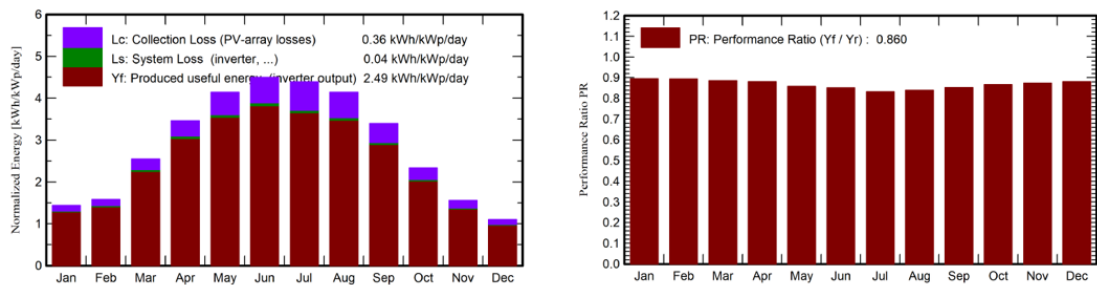 6
5
4
3
2
1
0
Normalized Energy [kWh/kWp/day]
Lc: Collection Loss (PV-array losses) 0.36 kWh/kWp/day
Ls: System Loss (inverter, ...) 0.04 kWh/kWp/day
Yf: Produced useful energy (inverter output) 2.49 kWh/kWp/day
Jan Feb Mar Apr May Jun Jul Aug Sep Oct Nov Dec
1.2
1.1
1.0
0.9
0.8
0.7
0.6
0.5
0.4
0.3
0.2
0.1
0.0
Performance Ratio PR
PR: Performance Ratio (Yf / Yr) : 0.860
Jan Feb Mar Apr May Jun Jul Aug Sep Oct Nov Dec